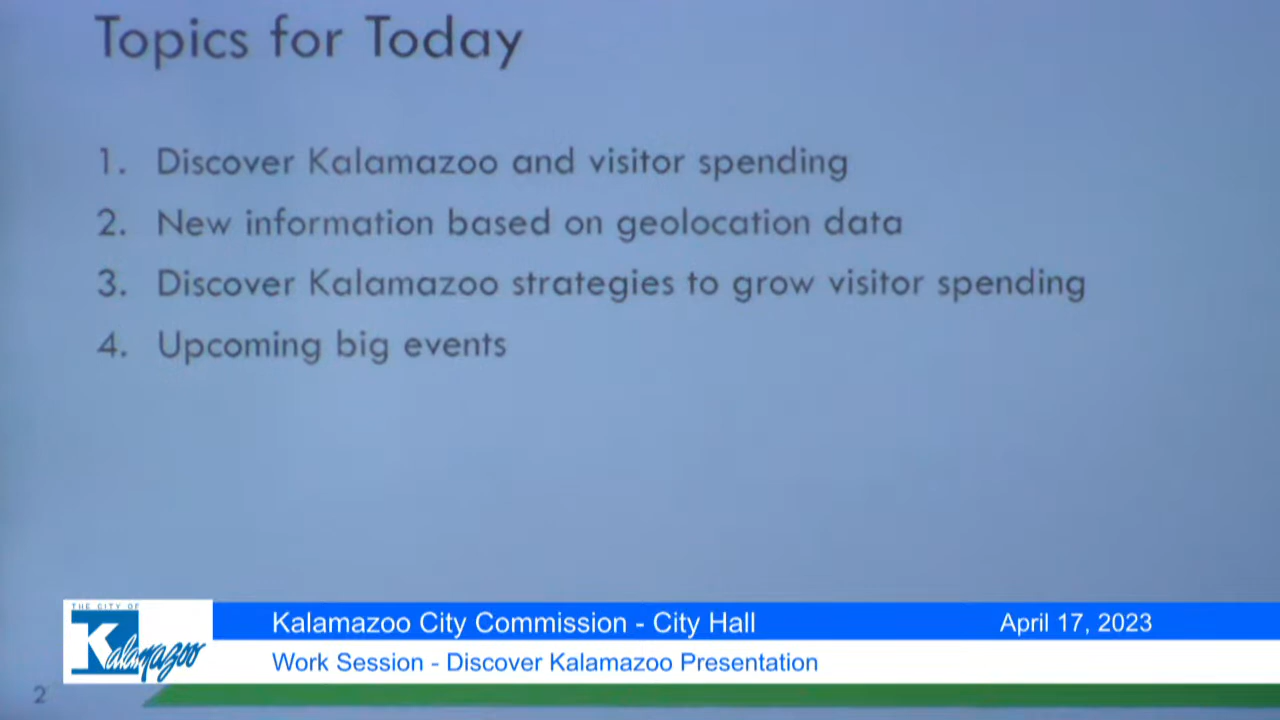 Topics for Today
1. Discover Kalamazoo and visitor spending
2. New information based on geolocation data
3. Discover Kalamazoo strategies to grow visitor spending
4. Upcoming big events
THE CITY OF
Kalamazoo
Kalamazoo City Commission - City Hall
April 17, 2023
Work Session - Discover Kalamazoo Presentation
2